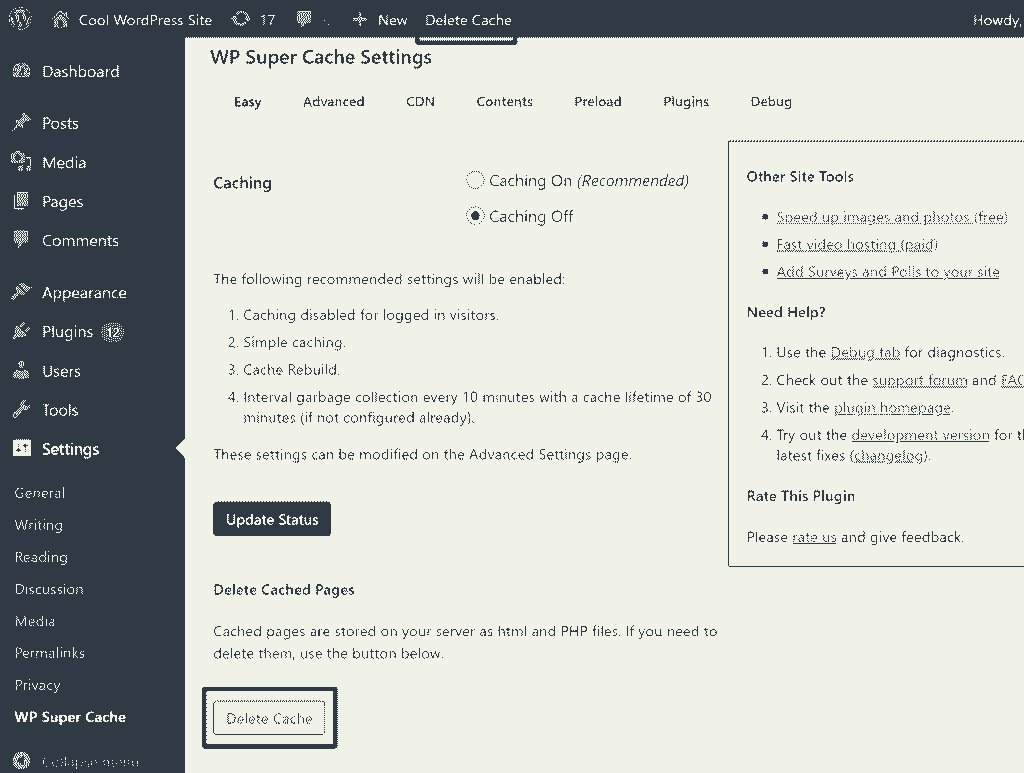 Cool WordPress Site 17 New Delete Cache Howdy,
Dashboard
Posts
Media
Pages
Comments
Appearance
Plugins 12
Users
Tools
Settings
General
Writing
Reading
Discussion
Media
Permalinks
Privacy
WP Super Cache
Collapse menu
WP Super Cache Settings
Easy Advanced CDN Contents Preload Plugins Debug
Caching
Caching On (Recommended)
Caching Off
The following recommended settings will be enabled:
1. Caching disabled for logged in visitors.
2. Simple caching.
3. Cache Rebuild.
4. Interval garbage collection every 10 minutes with a cache lifetime of 30
minutes (if not configured already).
These settings can be modified on the Advanced Settings page.
Update Status
Delete Cached Pages
Cached pages are stored on your server as html and PHP files. If you need to
delete them, use the button below.
Delete Cache
Other Site Tools
• Speed up images and photos (free)
• Fast video hosting (paid)
• Add Surveys and Polls to your site
Need Help?
1. Use the Debug tab for diagnostics.
2. Check out the support forum and
3. Visit the plugin homepage.
4. Try out the development version for
latest fixes (changelog).
Rate This Plugin
Please rate us and give feedback.